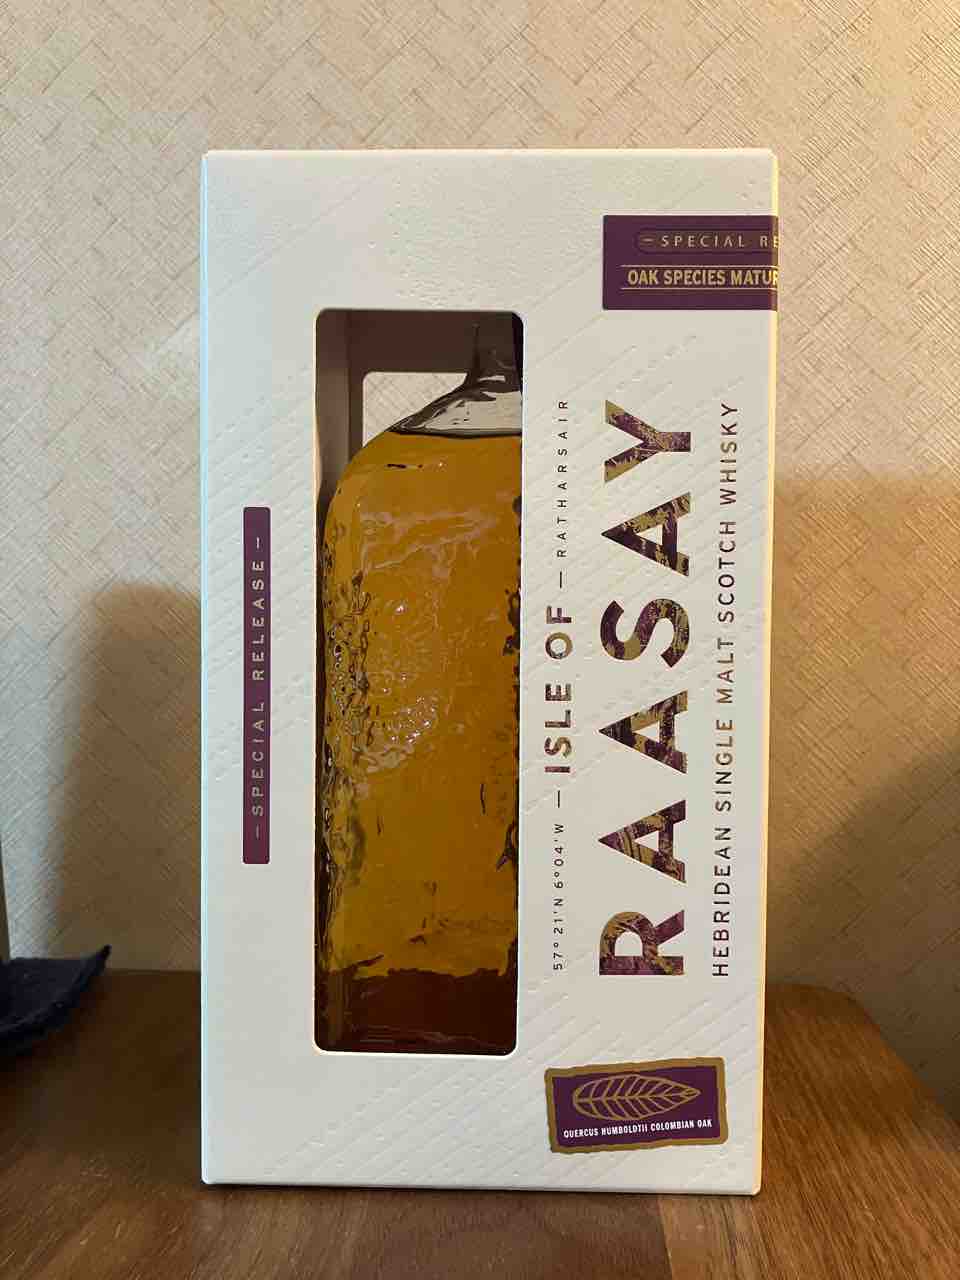 — SPECIAL RE
OAK SPECIES MATUR
— SPECIAL RELEASE —
57° 21' N 6° 04' W — ISLE OF — RATHARSAIR
RAASAY
HEBRIDEAN SINGLE MALT SCOTCH WHISKY
QUERCUS HUMBOLDTII COLOMBIAN OAK